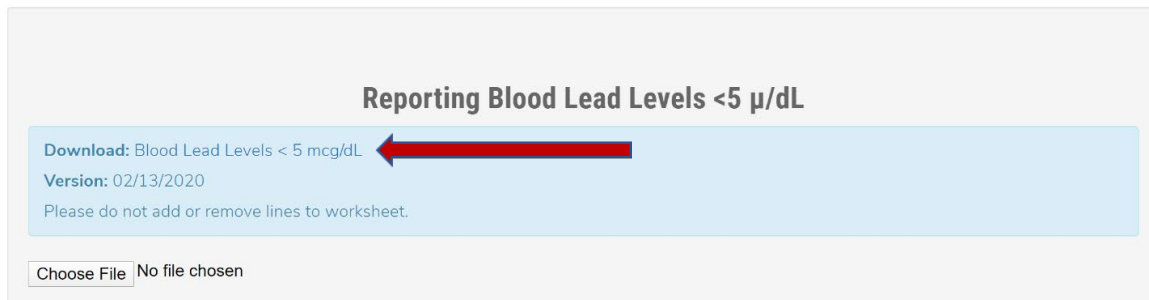 Reporting Blood Lead Levels <5 µ/dL
Download: Blood Lead Levels < 5 mcg/dL
Version: 02/13/2020
Please do not add or remove lines to worksheet.
Choose File No file chosen